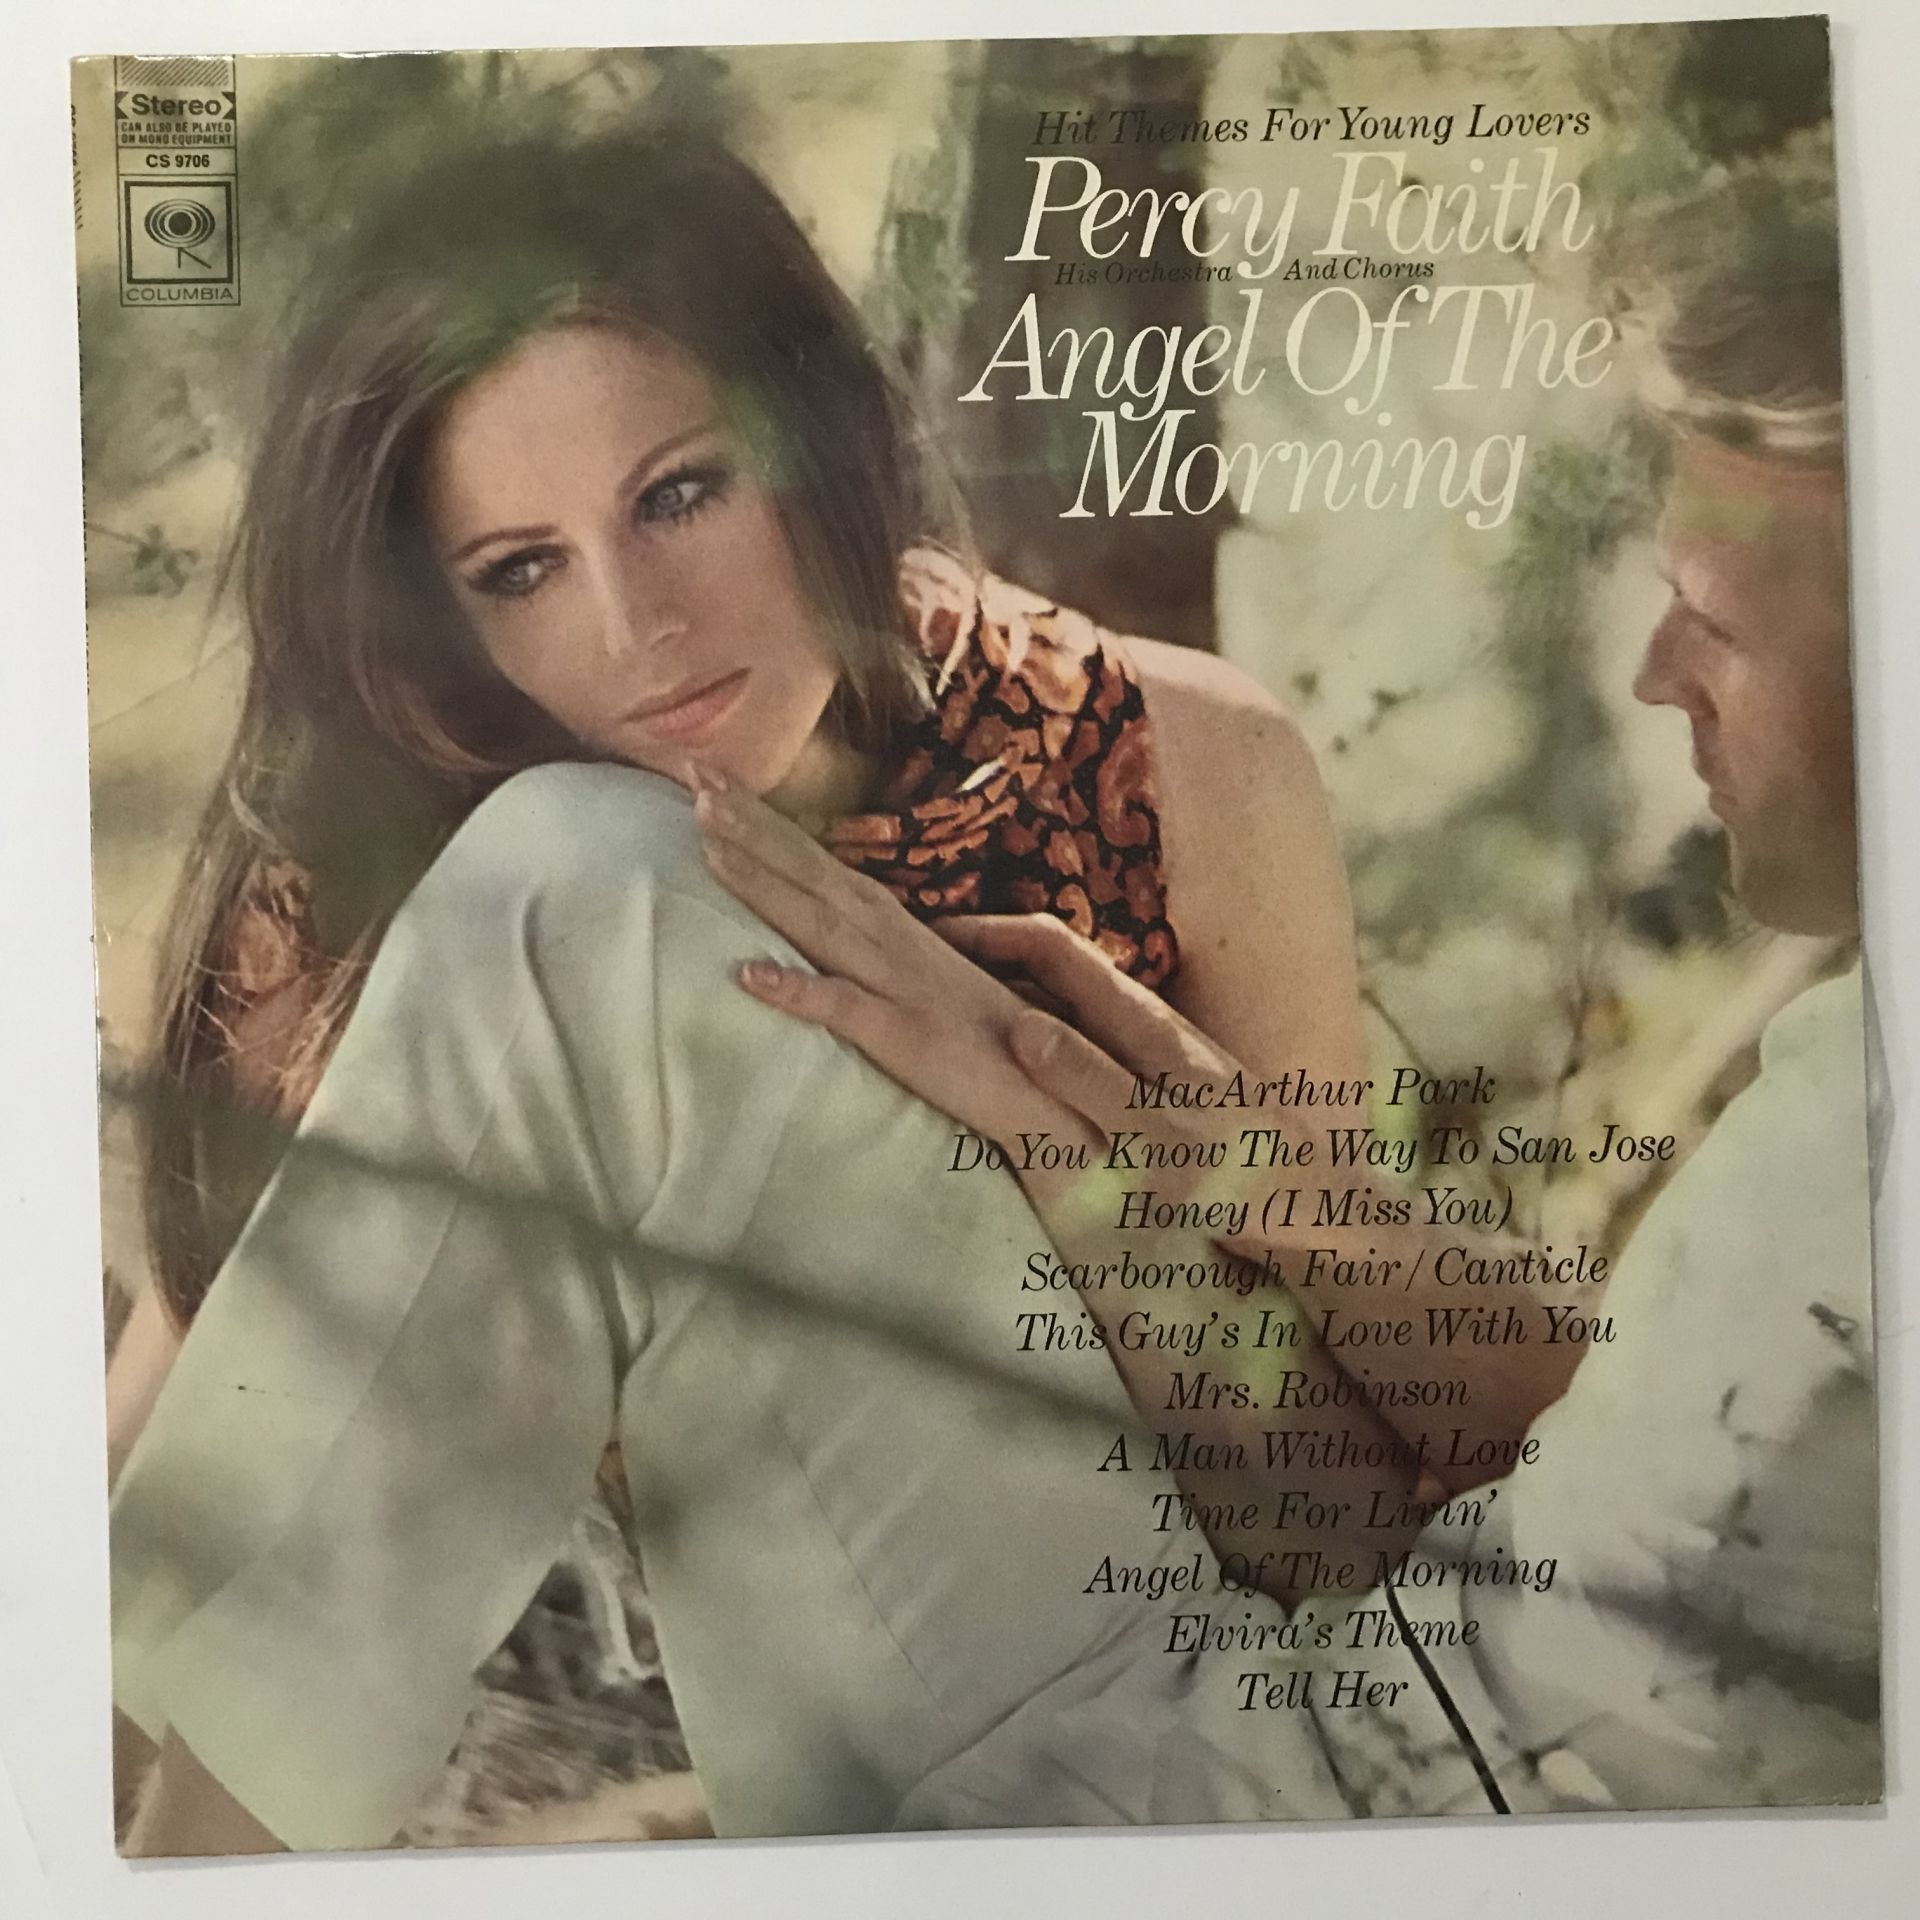 Stereo
CAN ALSO BE PLAYED
ON MONO EQUIPMENT
CS 9706
COLUMBIA
Hit Themes For Young Lovers
Percy Faith
His Orchestra And Chorus
Angel Of The
Morning
MacArthur Park
Do You Know The Way To San Jose
Honey (I Miss You)
Scarborough Fair / Canticle
This Guy's In Love With You
Mrs. Robinson
A Man Without Love
Time For Livin'
Angel Of The Morning
Elvira's Theme
Tell Her